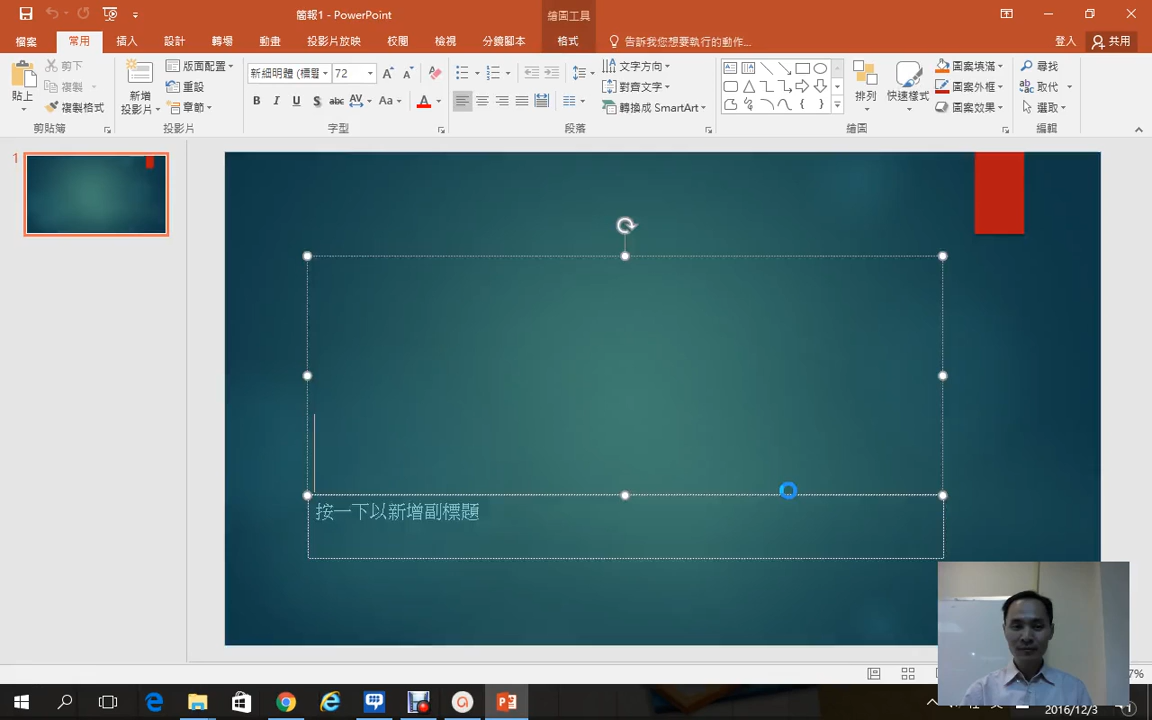 簡報1 - PowerPoint
繪圖工具
檔案 常用 插入 設計 轉場 動畫 投影片放映 校閱 檢視 分鏡腳本 格式 告訴我您想要執行的動作... 登入 共用
貼上 剪下 複製 複製格式
剪貼簿
新增投影片 版面配置 重設 章節
投影片
新細明體 (標題 72
B I U S abc AV Aa A
字型
文字方向 對齊文字 轉換成 SmartArt
段落
排列 快速樣式 圖案填滿 圖案外框 圖案效果
繪圖
尋找 取代 選取
編輯
1
按一下以新增副標題
7%
2016/12/3